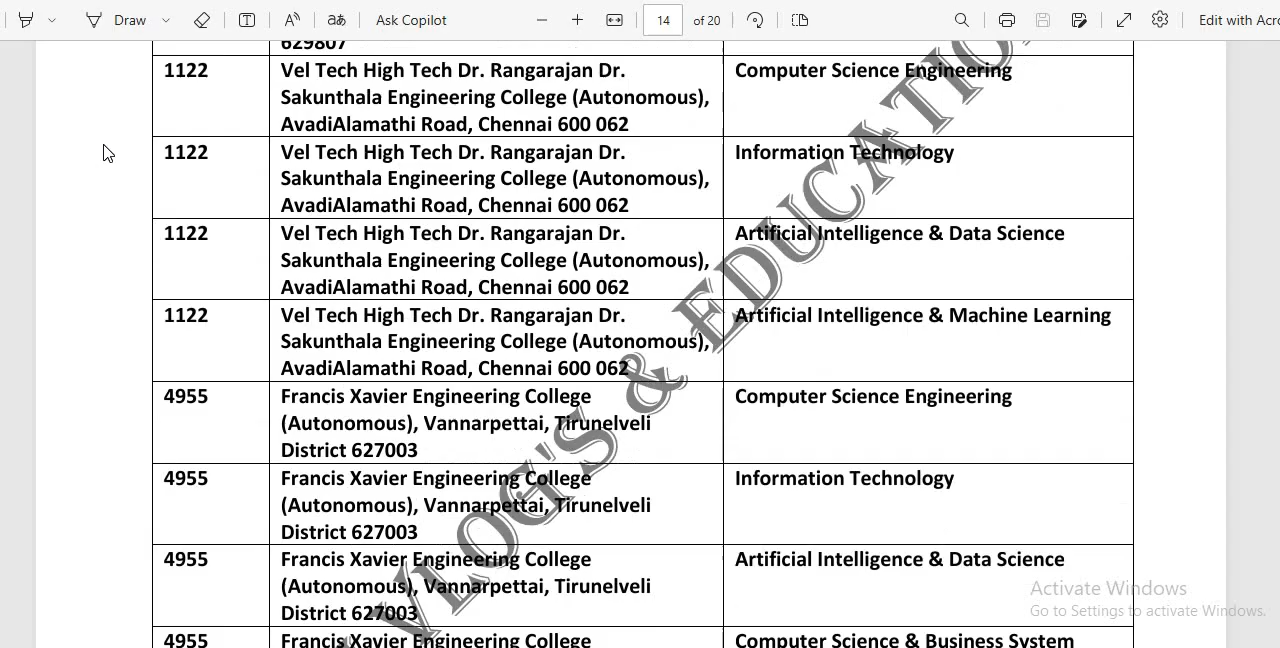 Draw
aあ
Ask Copilot
14 of 20
Edit with Acro
629807
1122 Vel Tech High Tech Dr. Rangarajan Dr. Computer Science Engineering
Sakunthala Engineering College (Autonomous),
AvadiAlamathi Road, Chennai 600 062
1122 Vel Tech High Tech Dr. Rangarajan Dr. Information Technology
Sakunthala Engineering College (Autonomous),
AvadiAlamathi Road, Chennai 600 062
1122 Vel Tech High Tech Dr. Rangarajan Dr. Artificial Intelligence & Data Science
Sakunthala Engineering College (Autonomous),
AvadiAlamathi Road, Chennai 600 062
1122 Vel Tech High Tech Dr. Rangarajan Dr. Artificial Intelligence & Machine Learning
Sakunthala Engineering College (Autonomous),
AvadiAlamathi Road, Chennai 600 062
4955 Francis Xavier Engineering College Computer Science Engineering
(Autonomous), Vannarpettai, Tirunelveli
District 627003
4955 Francis Xavier Engineering College Information Technology
(Autonomous), Vannarpettai, Tirunelveli
District 627003
4955 Francis Xavier Engineering College Artificial Intelligence & Data Science
(Autonomous), Vannarpettai, Tirunelveli
District 627003
4955 Francis Xavier Engineering College Computer Science & Business System
VLOG'S & EDUCATIO
Activate Windows
Go to Settings to activate Windows.